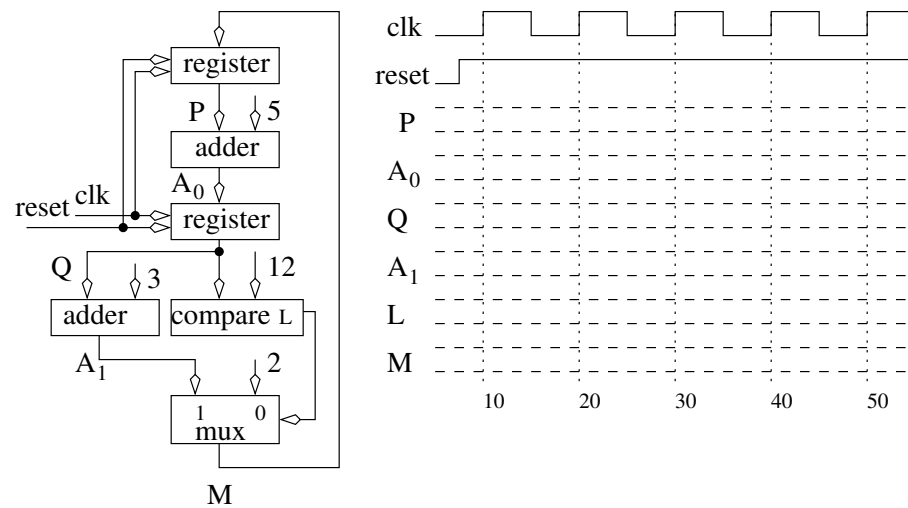 register
P 5
adder
A0
reset clk
register
Q 3 12
adder compare L
A1 2
1 0
mux
M
clk
reset
P
A0
Q
A1
L
M
10 20 30 40 50